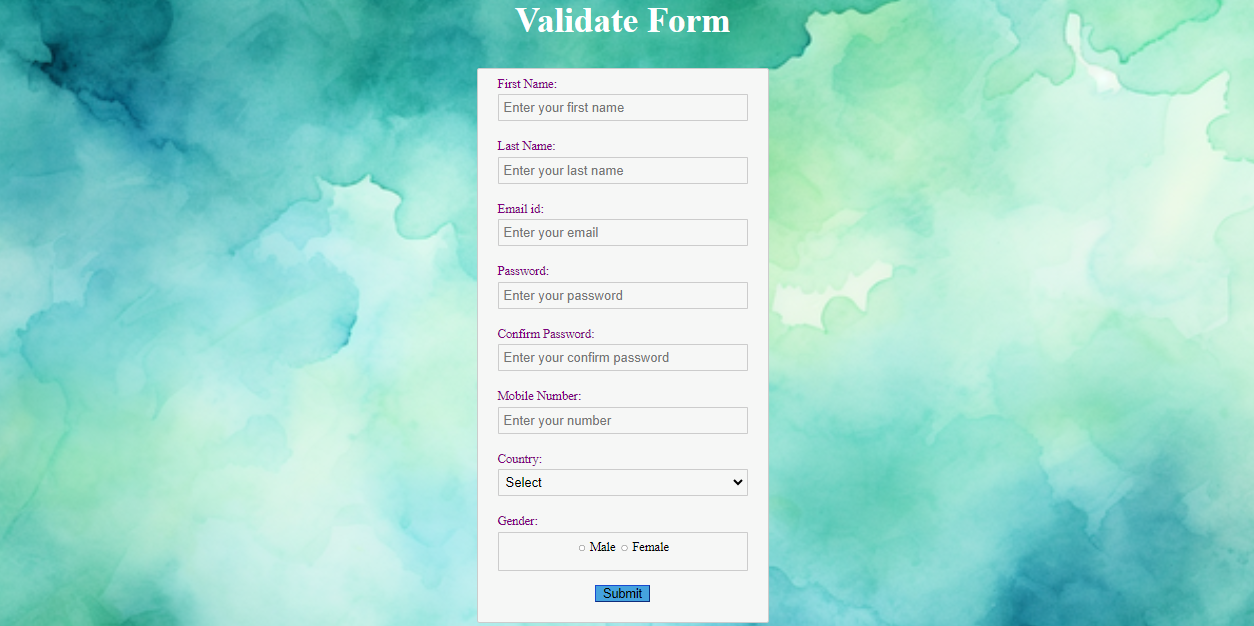 Validate Form
First Name:
Enter your first name
Last Name:
Enter your last name
Email id:
Enter your email
Password:
Enter your password
Confirm Password:
Enter your confirm password
Mobile Number:
Enter your number
Country:
Select
Gender:
Male Female
Submit